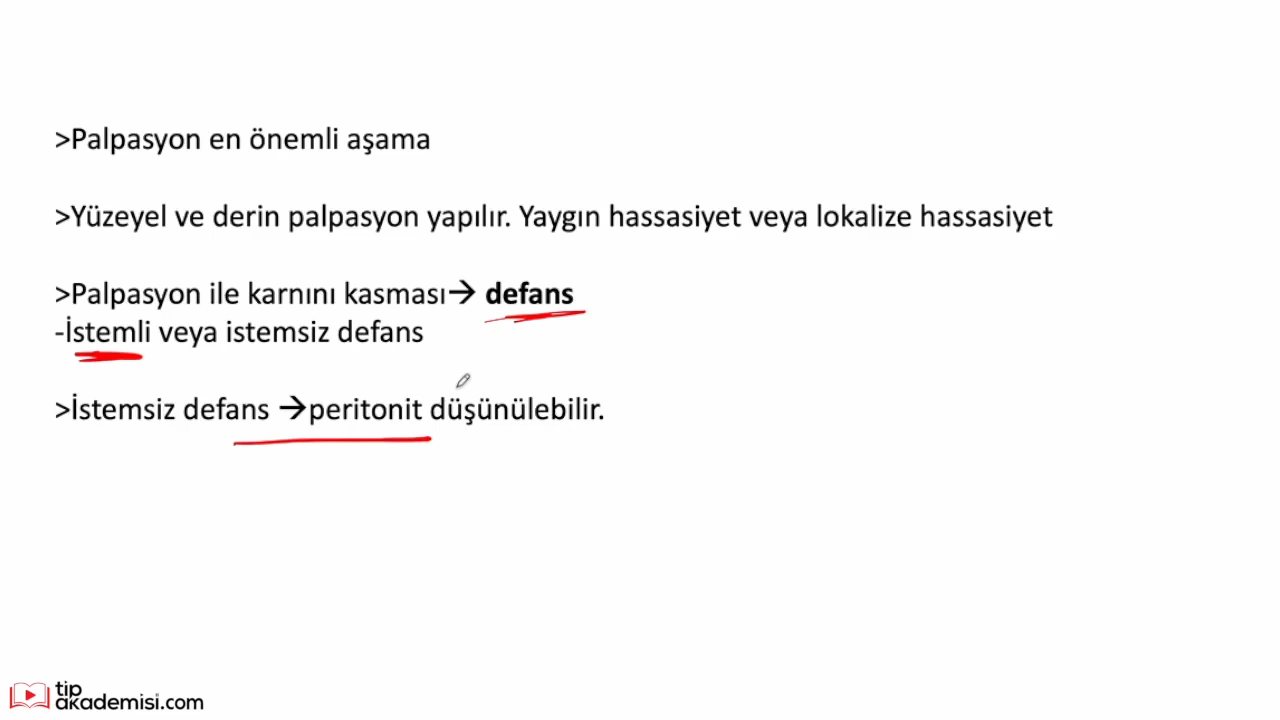 >Palpasyon en önemli aşama
>Yüzeyel ve derin palpasyon yapılır. Yaygın hassasiyet veya lokalize hassasiyet
>Palpasyon ile karnını kasması→ defans
-İstemli veya istemsiz defans
>İstemsiz defans →peritonit düşünülebilir.
tip
akademisi.com